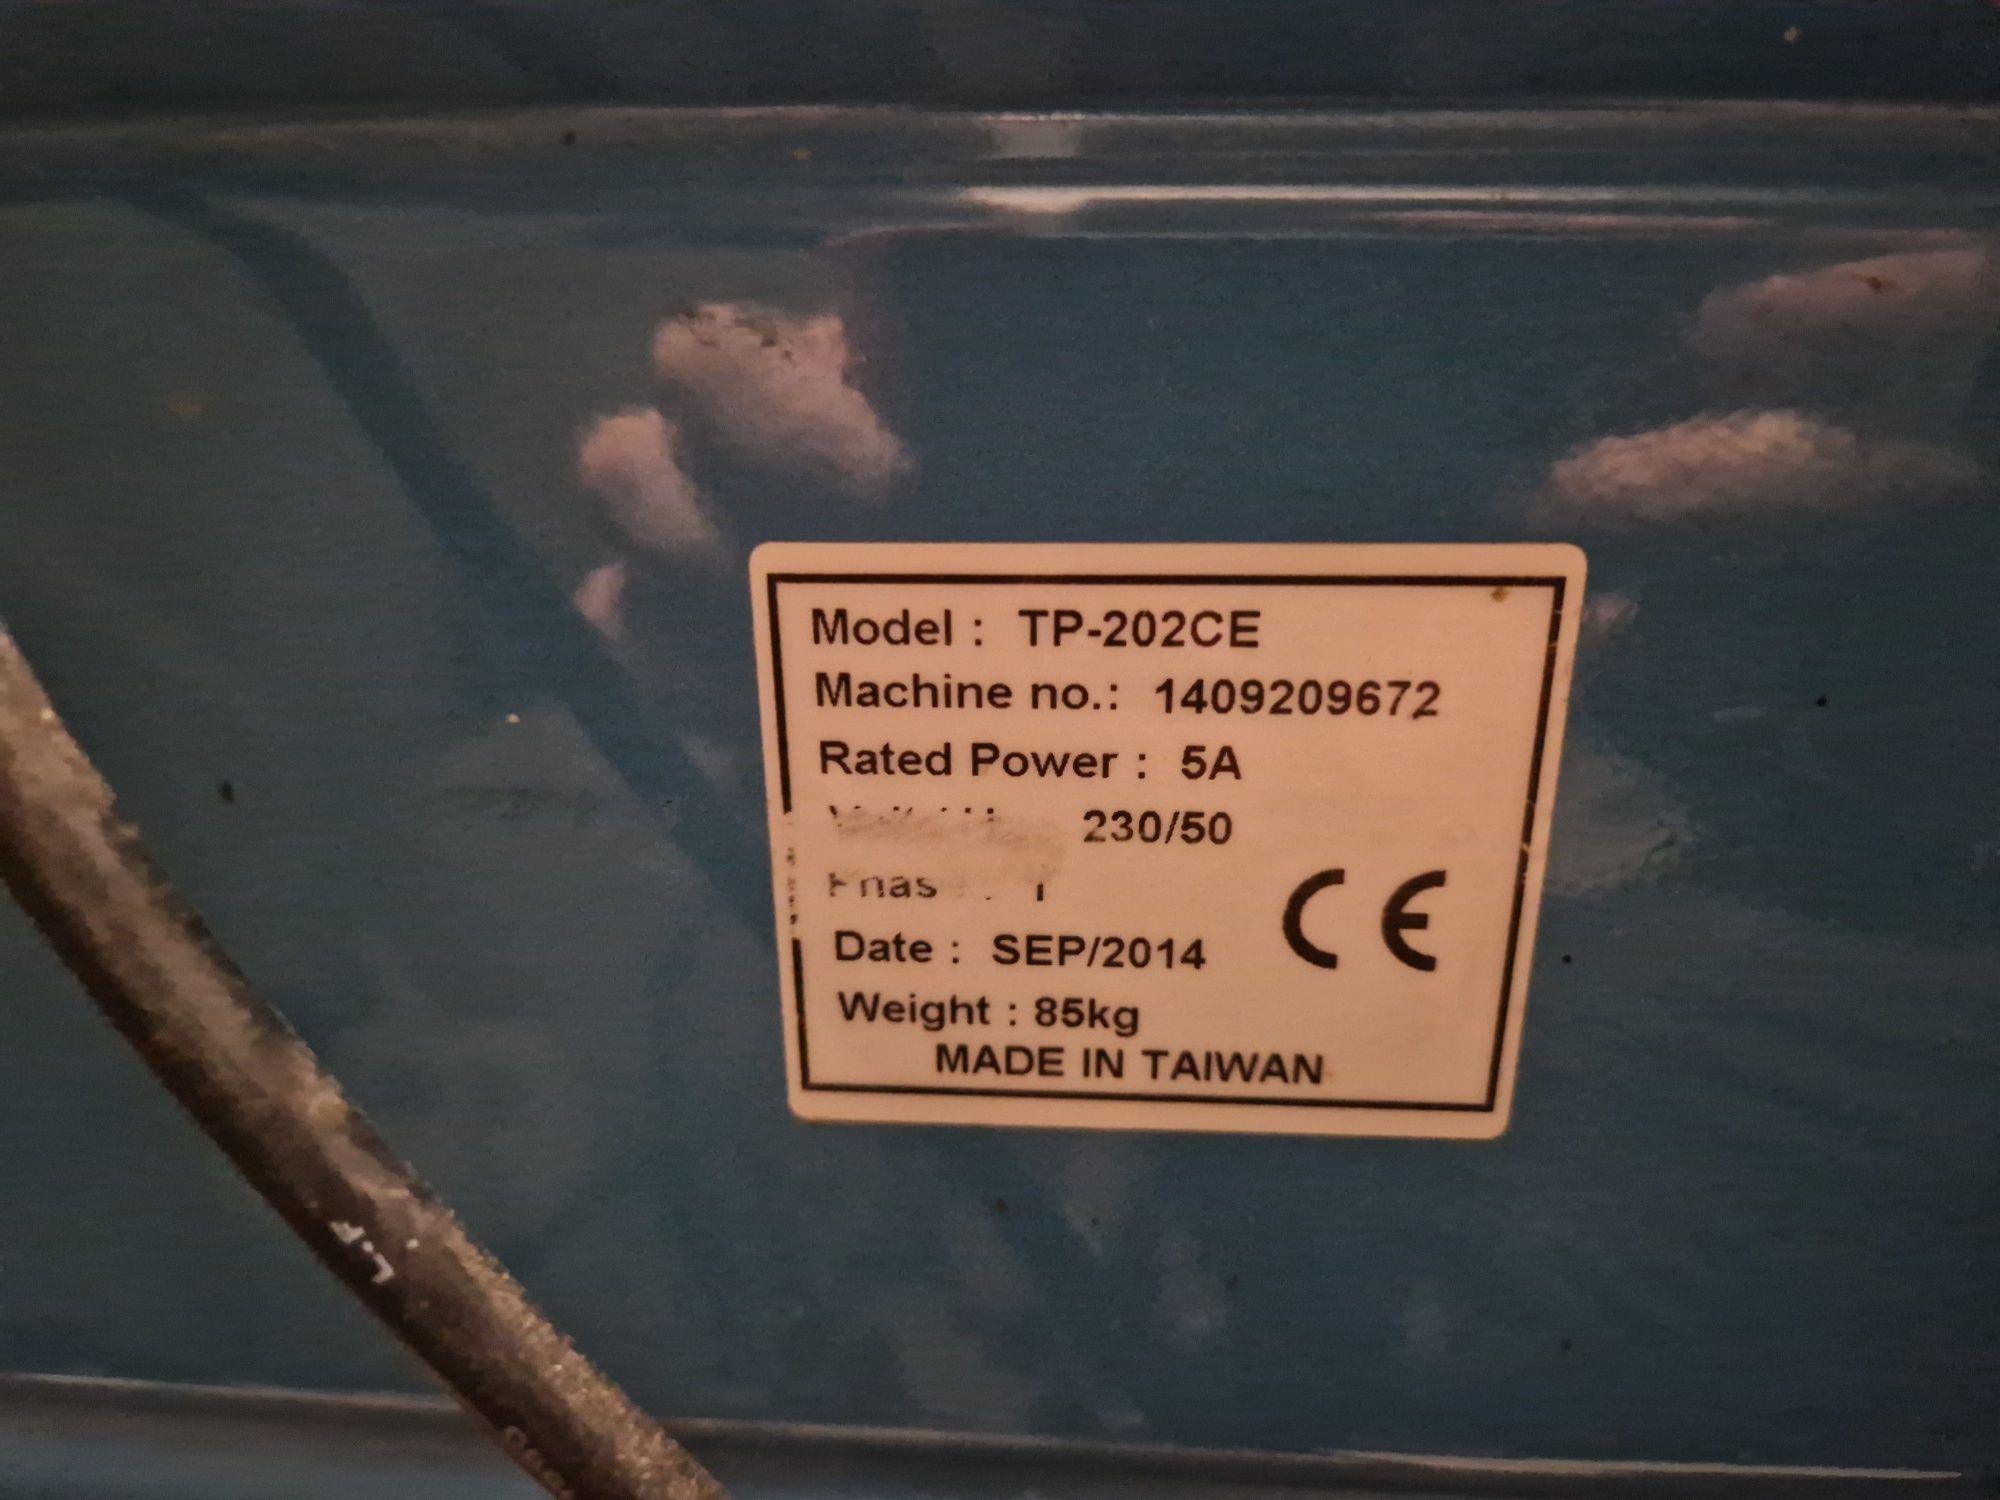 Model : TP-202CE
Machine no.: 1409209672
Rated Power : 5A
230/50
Date : SEP/2014
CE
Weight : 85kg
MADE IN TAIWAN